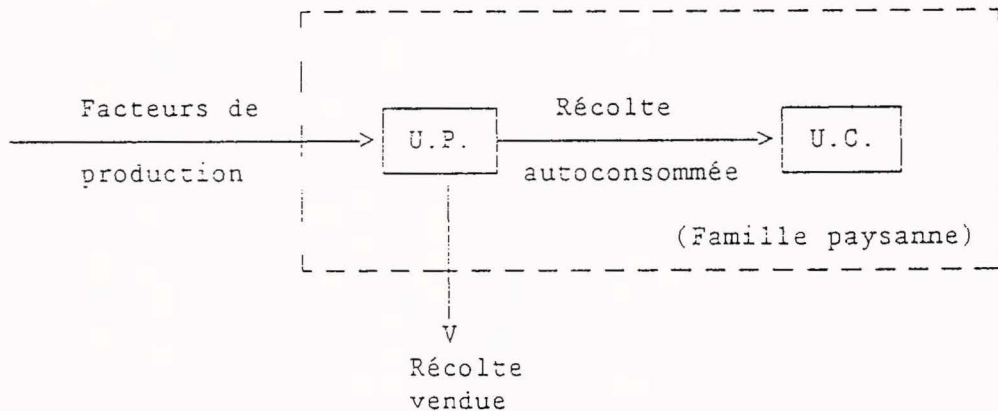 Facteurs de
production
U.P.
Récolte
autoconsommée
U.C.
(Famille paysanne)
V
Récolte
vendue